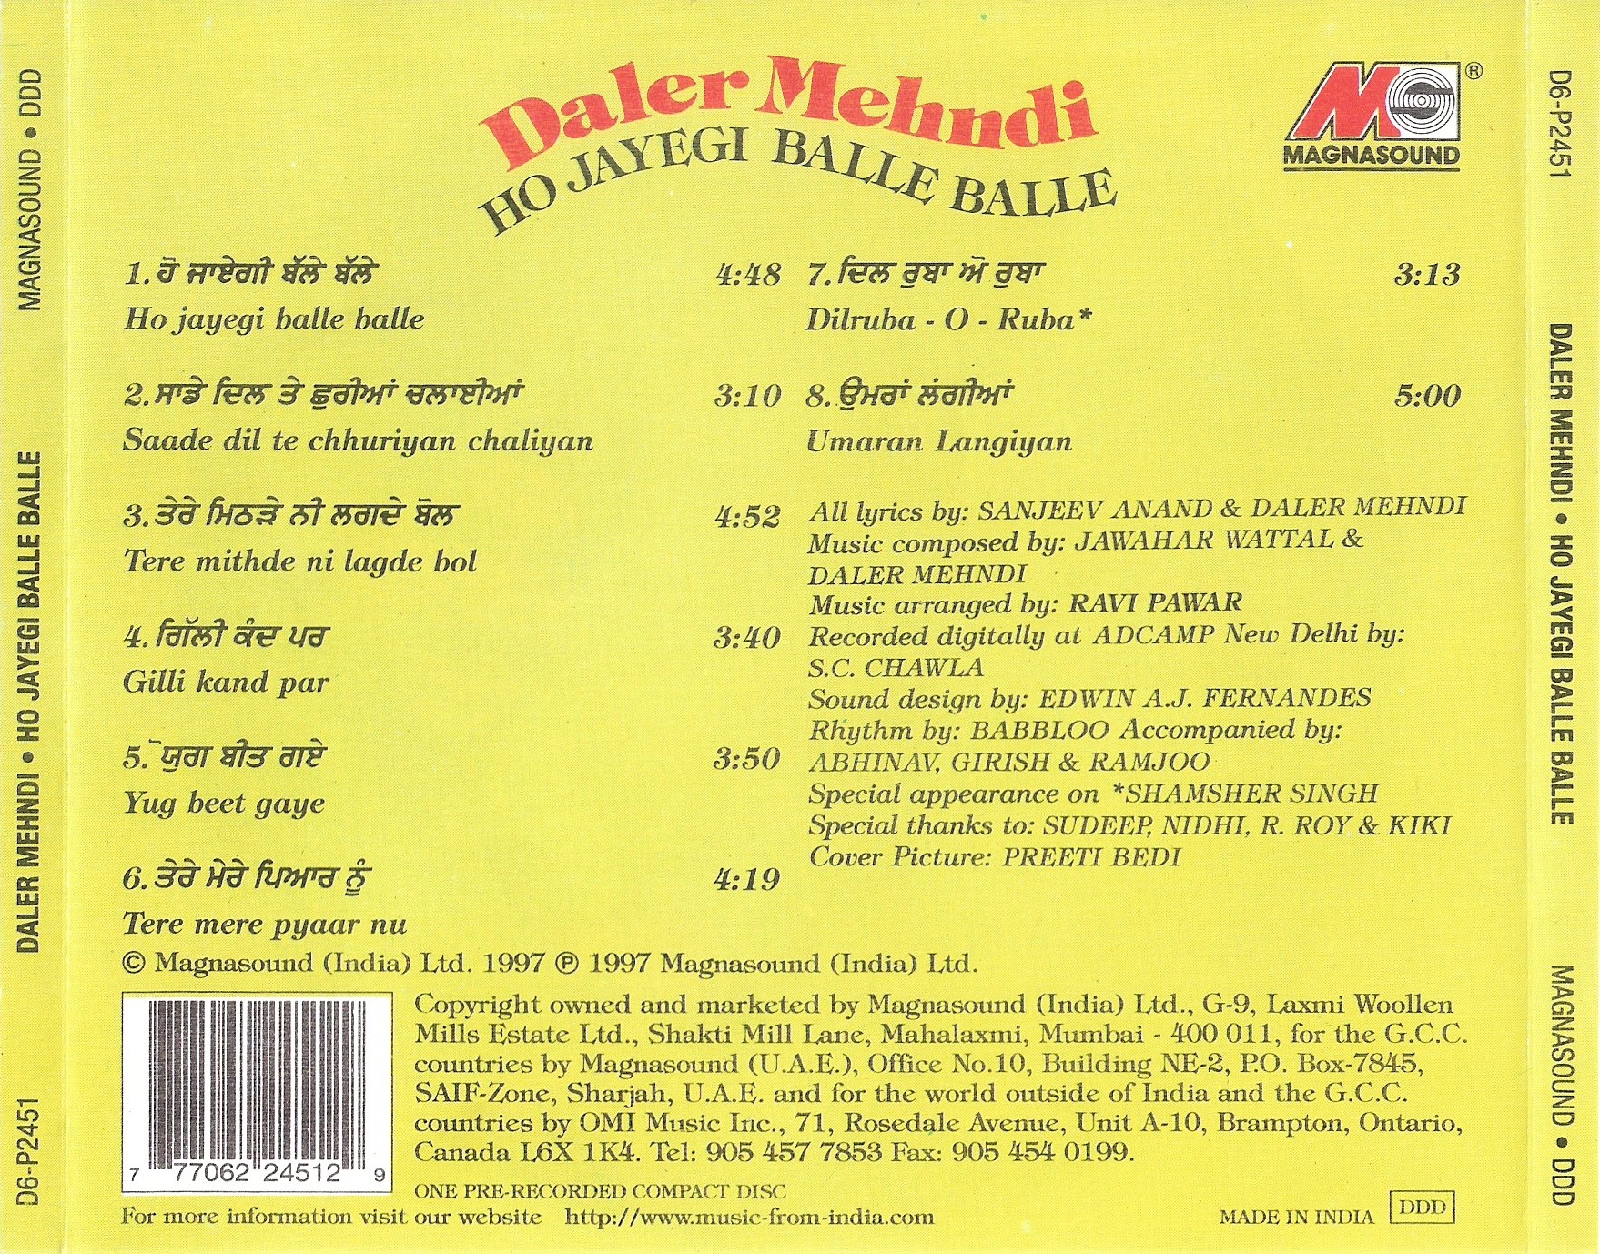 MAGNASOUND • DDD
DALER MEHNDI • HO JAYEGI BALLE BALLE
D6-P2451
Daler Mehndi
HO JAYEGI BALLE BALLE
MG®
MAGNASOUND
1. ਹੋ ਜਾਏਗੀ ਬੱਲੇ ਬੱਲੇ 4:48
Ho jayegi balle balle
2. ਸਾਡੇ ਦਿਲ ਤੇ ਛੁਰੀਆਂ ਚਲਾਈਆਂ 3:10
Saade dil te chhuriyan chaliyan
3. ਤੇਰੇ ਮਿਠੜੇ ਨੀ ਲਗਦੇ ਬੋਲ 4:52
Tere mithde ni lagde bol
4. ਗਿੱਲੀ ਕੰਦ ਪਰ 3:40
Gilli kand par
5. ਯੁਗ ਬੀਤ ਗਏ 3:50
Yug beet gaye
6. ਤੇਰੇ ਮੇਰੇ ਪਿਆਰ ਨੂੰ 4:19
Tere mere pyaar nu
7. ਦਿਲ ਰੁਬਾ ਔ ਰੁਬਾ 3:13
Dilruba - O - Ruba*
8. ਉਮਰਾਂ ਲੰਗੀਆਂ 5:00
Umaran Langiyan
All lyrics by: SANJEEV ANAND & DALER MEHNDI
Music composed by: JAWAHAR WATTAL &
DALER MEHNDI
Music arranged by: RAVI PAWAR
Recorded digitally at ADCAMP New Delhi by:
S.C. CHAWLA
Sound design by: EDWIN A.J. FERNANDES
Rhythm by: BABBLOO Accompanied by:
ABHINAV, GIRISH & RAMJOO
Special appearance on *SHAMSHER SINGH
Special thanks to: SUDEEP, NIDHI, R. ROY & KIKI
Cover Picture: PREETI BEDI
© Magnasound (India) Ltd. 1997 ℗ 1997 Magnasound (India) Ltd.
Copyright owned and marketed by Magnasound (India) Ltd., G-9, Laxmi Woollen
Mills Estate Ltd., Shakti Mill Lane, Mahalaxmi, Mumbai - 400 011, for the G.C.C.
countries by Magnasound (U.A.E.), Office No.10, Building NE-2, P.O. Box-7845,
SAIF-Zone, Sharjah, U.A.E. and for the world outside of India and the G.C.C.
countries by OMI Music Inc., 71, Rosedale Avenue, Unit A-10, Brampton, Ontario,
Canada L6X 1K4. Tel: 905 457 7853 Fax: 905 454 0199.
7 77062 24512 9
ONE PRE-RECORDED COMPACT DISC
For more information visit our website http://www.music-from-india.com
MADE IN INDIA DDD
D6-P2451
DALER MEHNDI • HO JAYEGI BALLE BALLE
MAGNASOUND • DDD